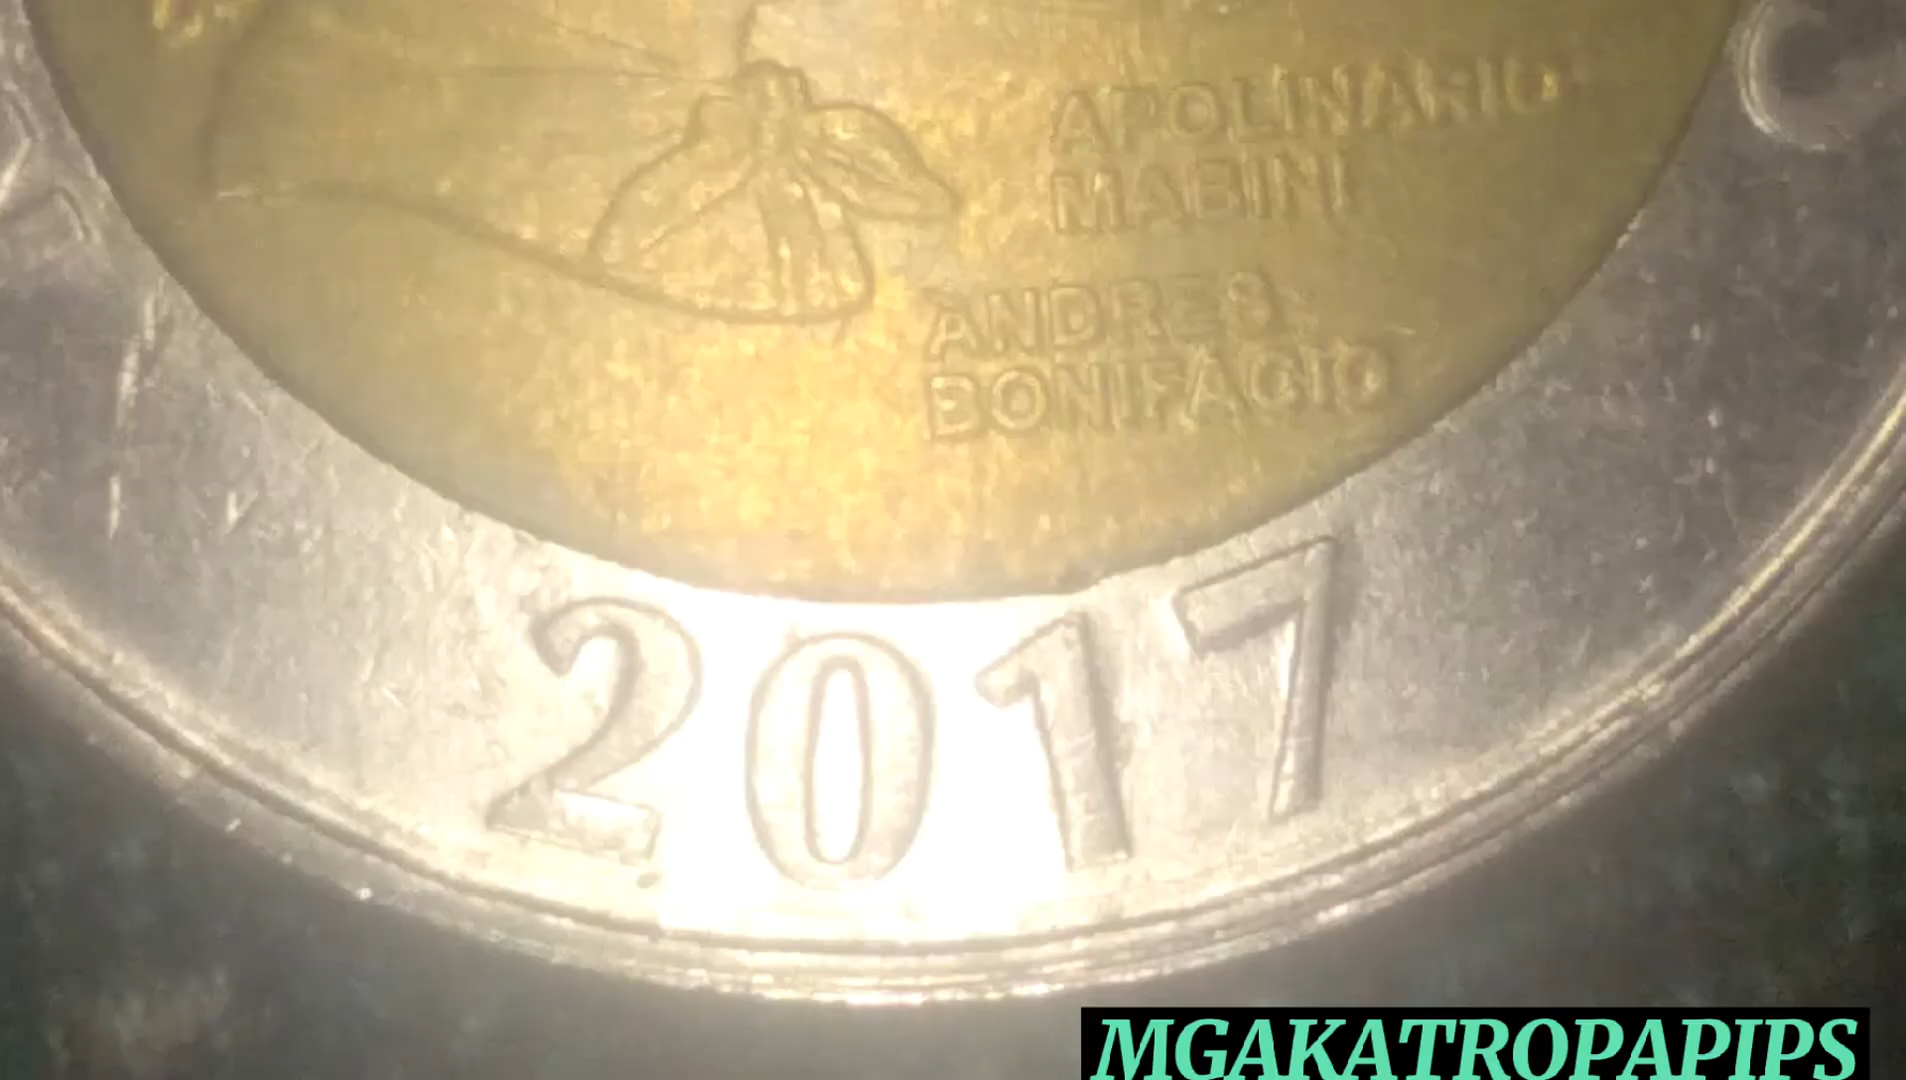 APOLINARIO
MABINI
ANDRES
BONIFACIO
2017
MGAKATROPAPIPS